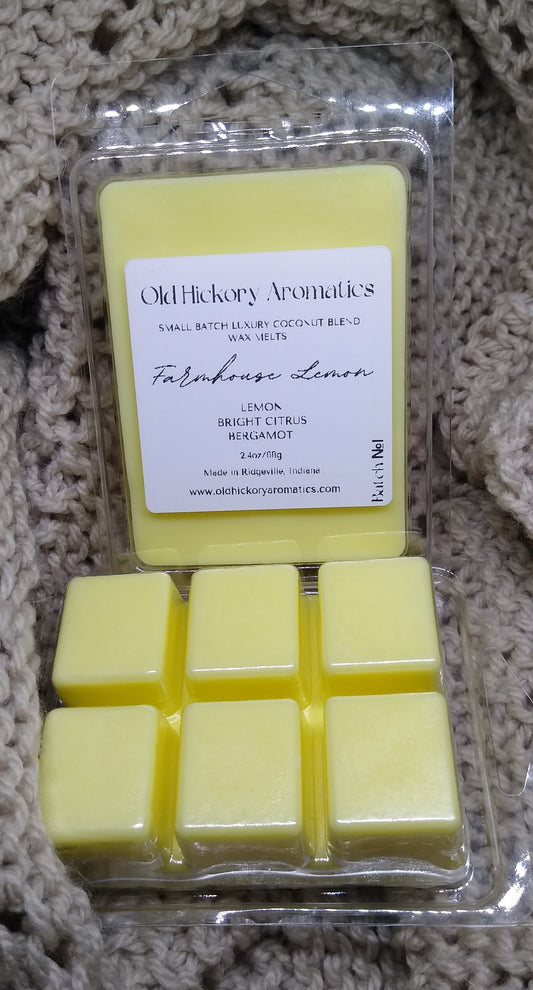 Old Hickory Aromatics
SMALL BATCH LUXURY COCONUT BLEND
WAX MELTS
Farmhouse Lemon
LEMON
BRIGHT CITRUS
BERGAMOT
2.4oz/68g
Made in Ridgeville, Indiana
www.oldhickoryaromatics.com
Batch №1